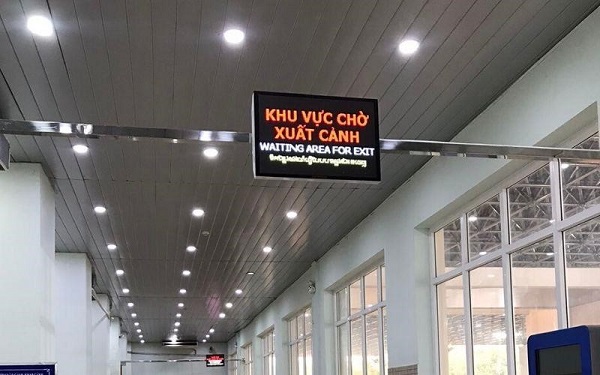 KHU VỰC CHỜ
XUẤT CẢNH
WAITING AREA FOR EXIT